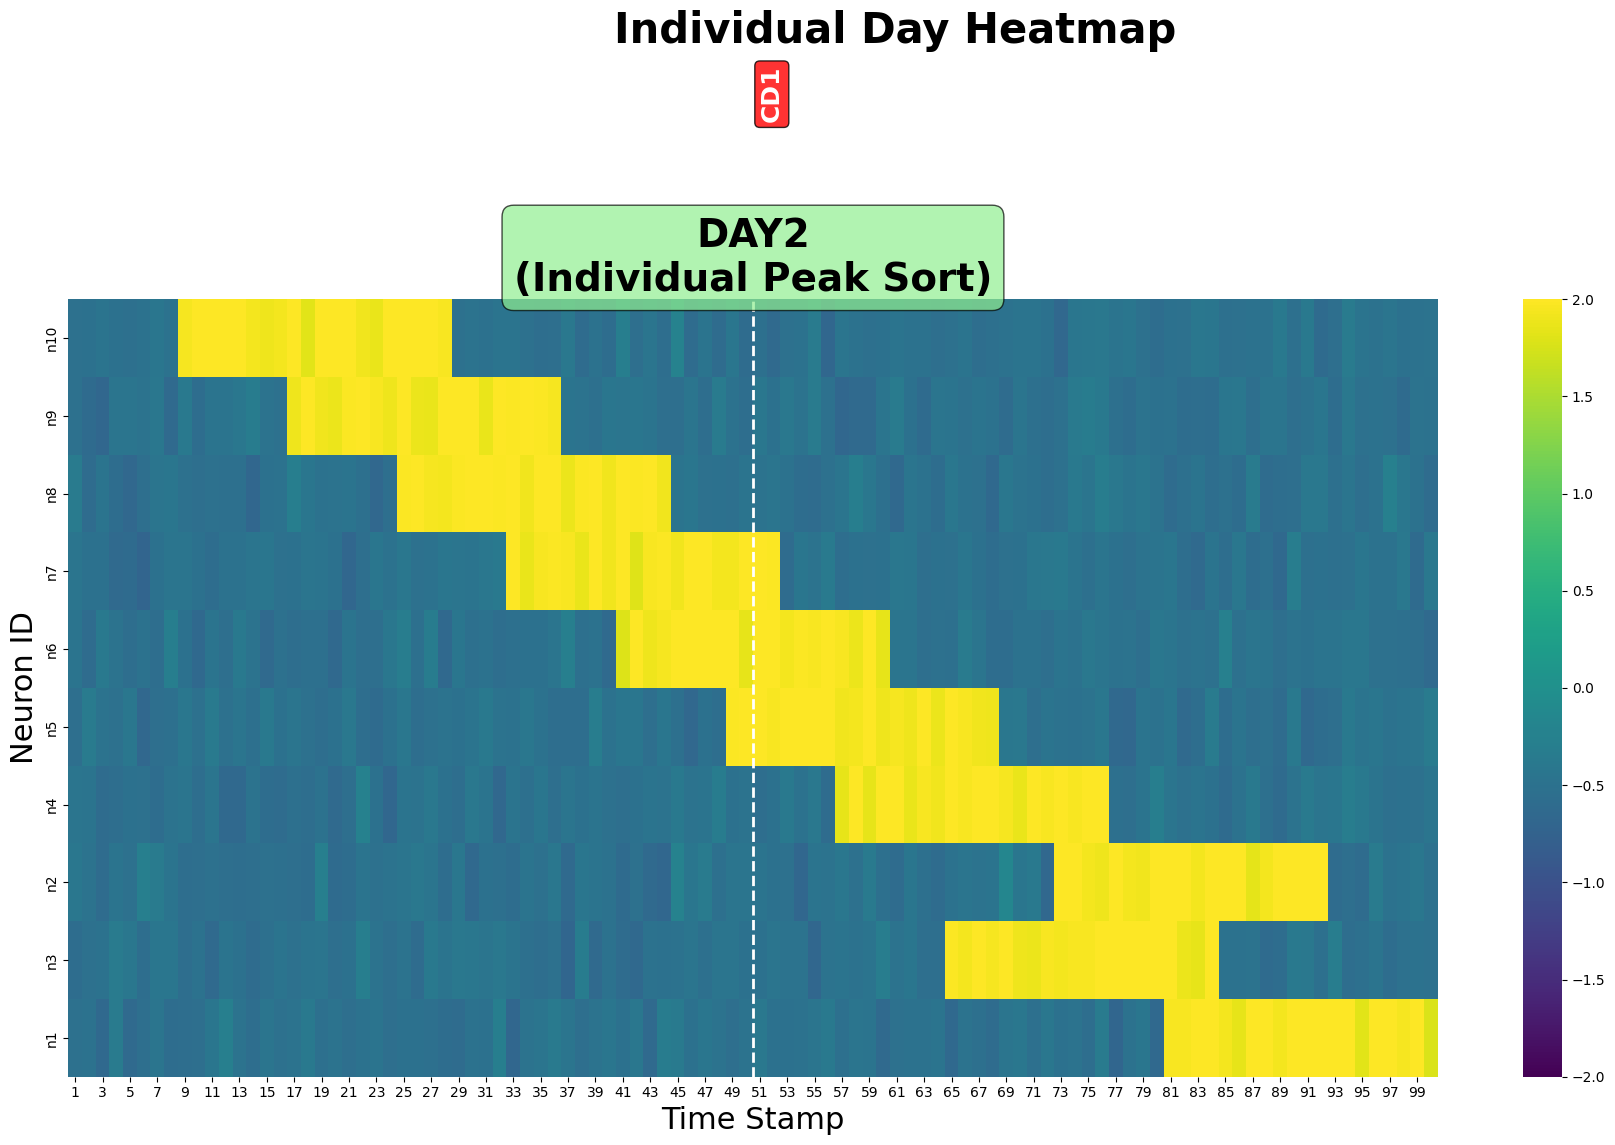 Individual Day Heatmap
CD1
DAY2
(Individual Peak Sort)
Neuron ID
n10
n9
n8
n7
n6
n5
n4
n2
n3
n1
1 3 5 7 9 11 13 15 17 19 21 23 25 27 29 31 33 35 37 39 41 43 45 47 49 51 53 55 57 59 61 63 65 67 69 71 73 75 77 79 81 83 85 87 89 91 93 95 97 99
Time Stamp
2.0
1.5
1.0
0.5
0.0
−0.5
−1.0
−1.5
−2.0